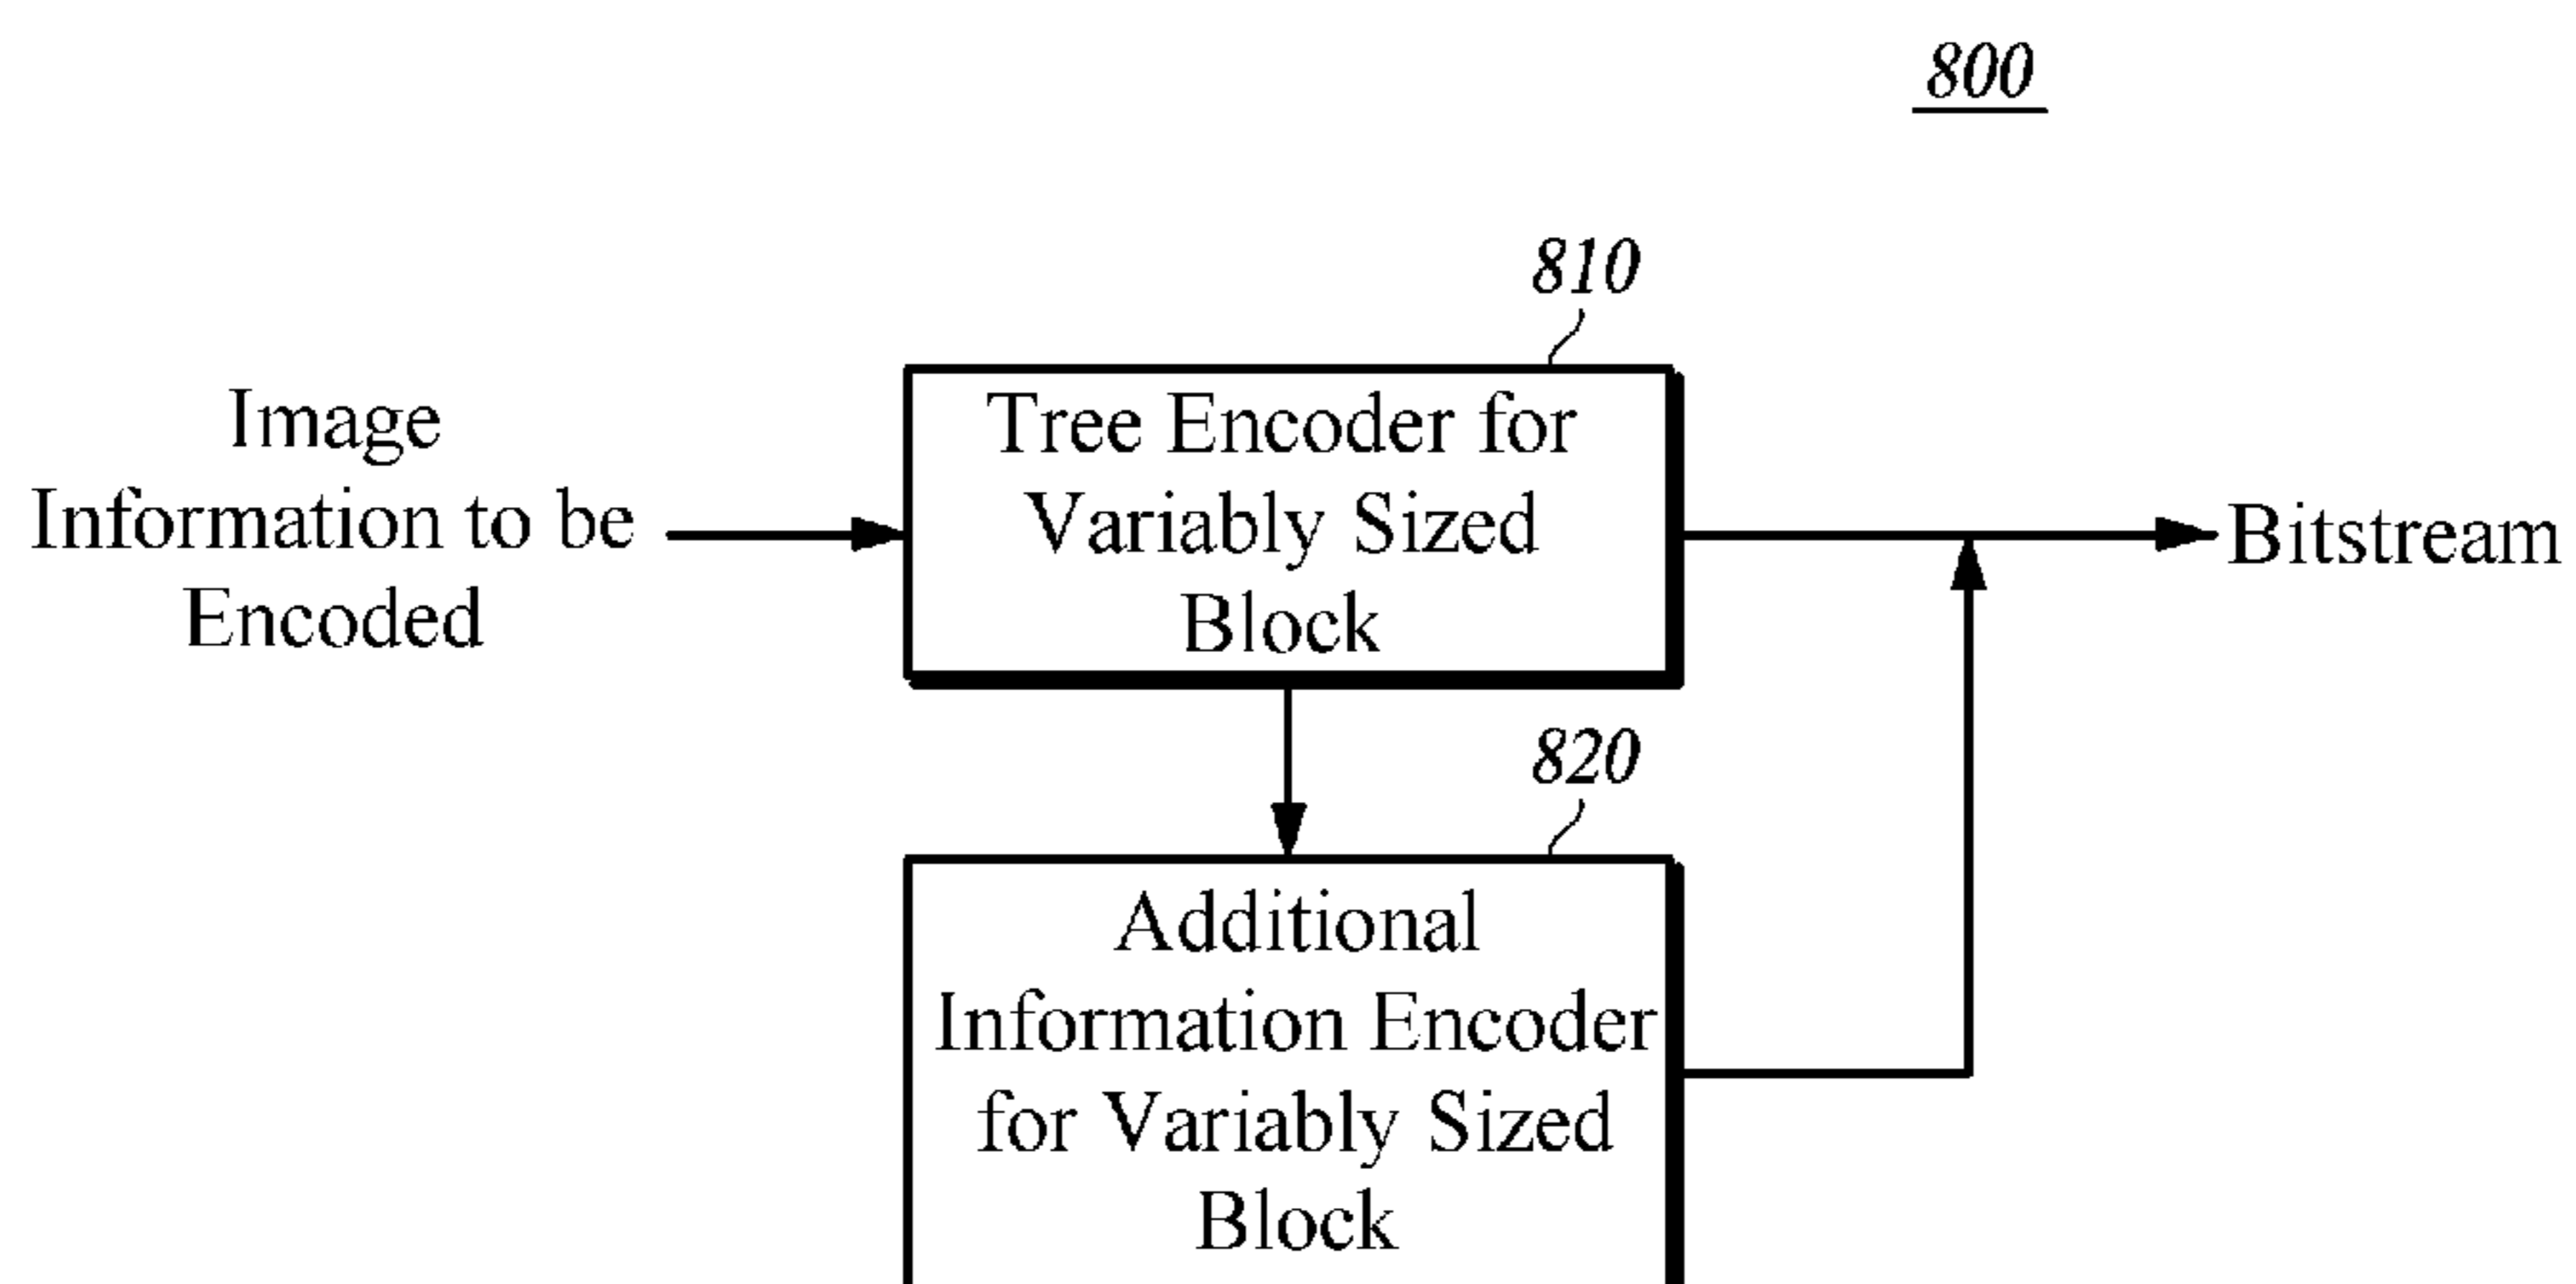 800
810
Image
Information to be
Encoded
Tree Encoder for
Variably Sized
Block
Bitstream
820
Additional
Information Encoder
for Variably Sized
Block